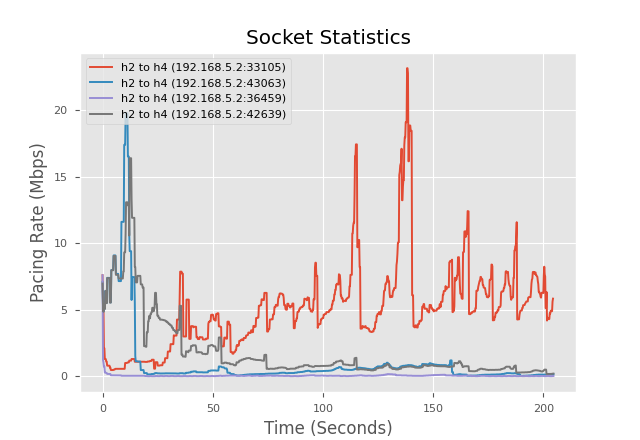 Socket Statistics
h2 to h4 (192.168.5.2:33105)
h2 to h4 (192.168.5.2:43063)
h2 to h4 (192.168.5.2:36459)
h2 to h4 (192.168.5.2:42639)
Pacing Rate (Mbps)
20
15
10
5
0
0 50 100 150 200
Time (Seconds)